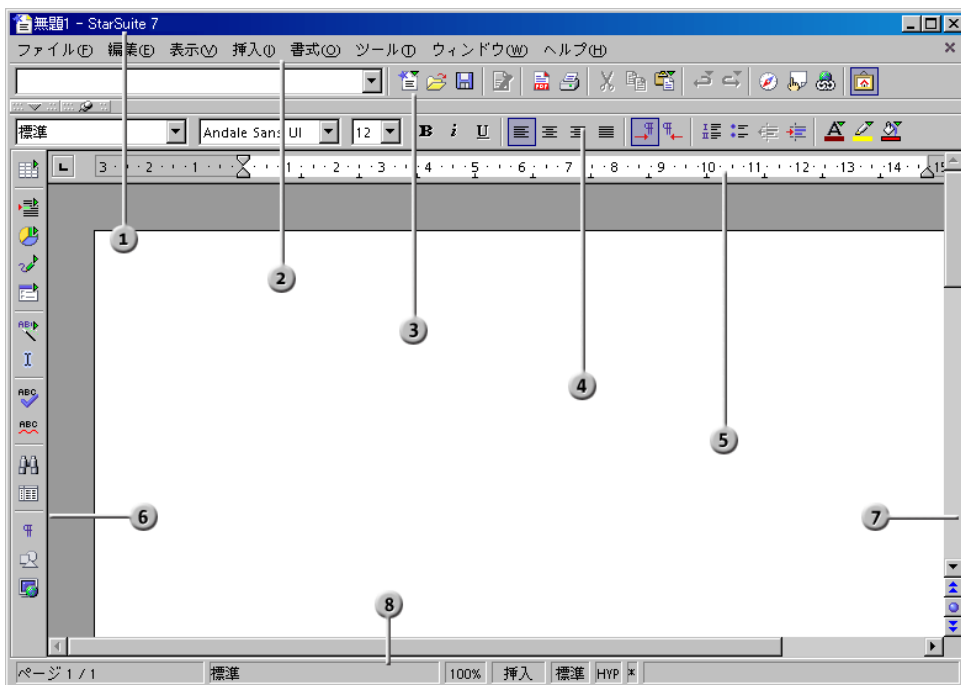 無題1 - StarSuite 7
ファイル(F) 編集(E) 表示(V) 挿入(I) 書式(O) ツール(T) ウィンドウ(W) ヘルプ(H)
標準 Andale Sans UI 12 B i U
3 2 1 1 2 3 4 5 6 7 8 9 10 11 12 13 14 15
1
2
3
4
5
6
7
8
ABC
ABC
ページ 1 / 1 標準 100% 挿入 標準 HYP *